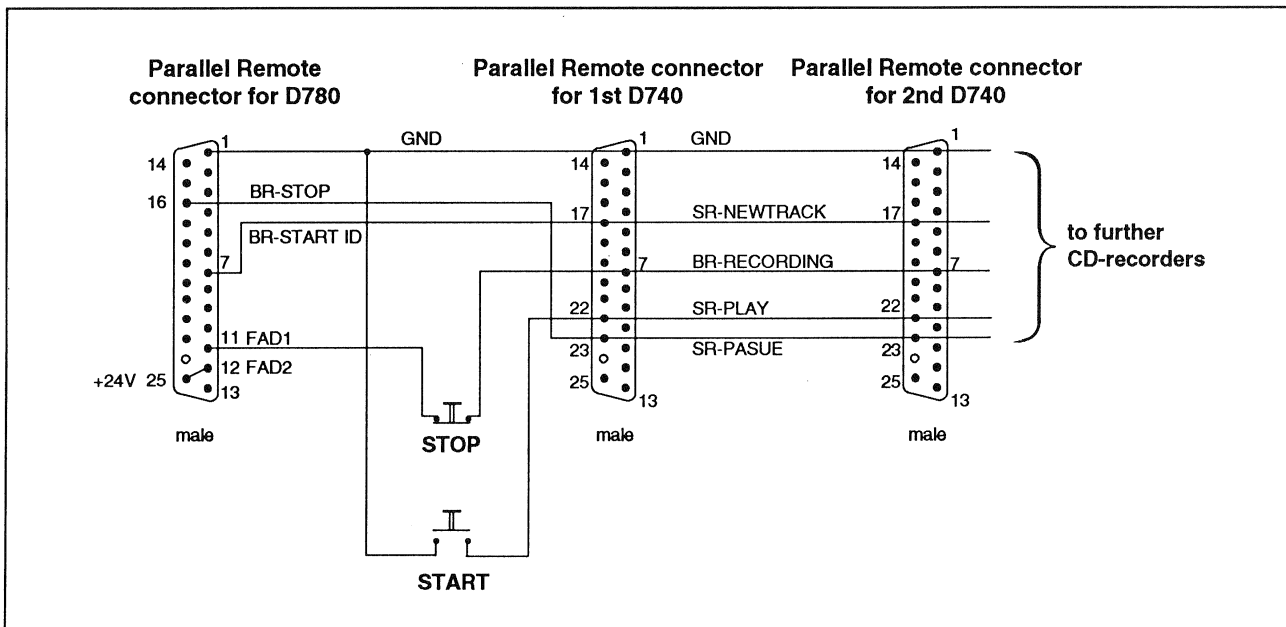 Parallel Remote
connector for D780
Parallel Remote connector
for 1st D740
Parallel Remote connector
for 2nd D740
1
GND
1
GND
1
14
14
14
16
BR-STOP
17
SR-NEWTRACK
17
BR-START ID
7
7
BR-RECORDING
7
22
SR-PLAY
22
11 FAD1
23
SR-PASUE
23
12 FAD2
+24V 25
25
25
13
13
13
to further
CD-recorders
male
STOP
male
male
START